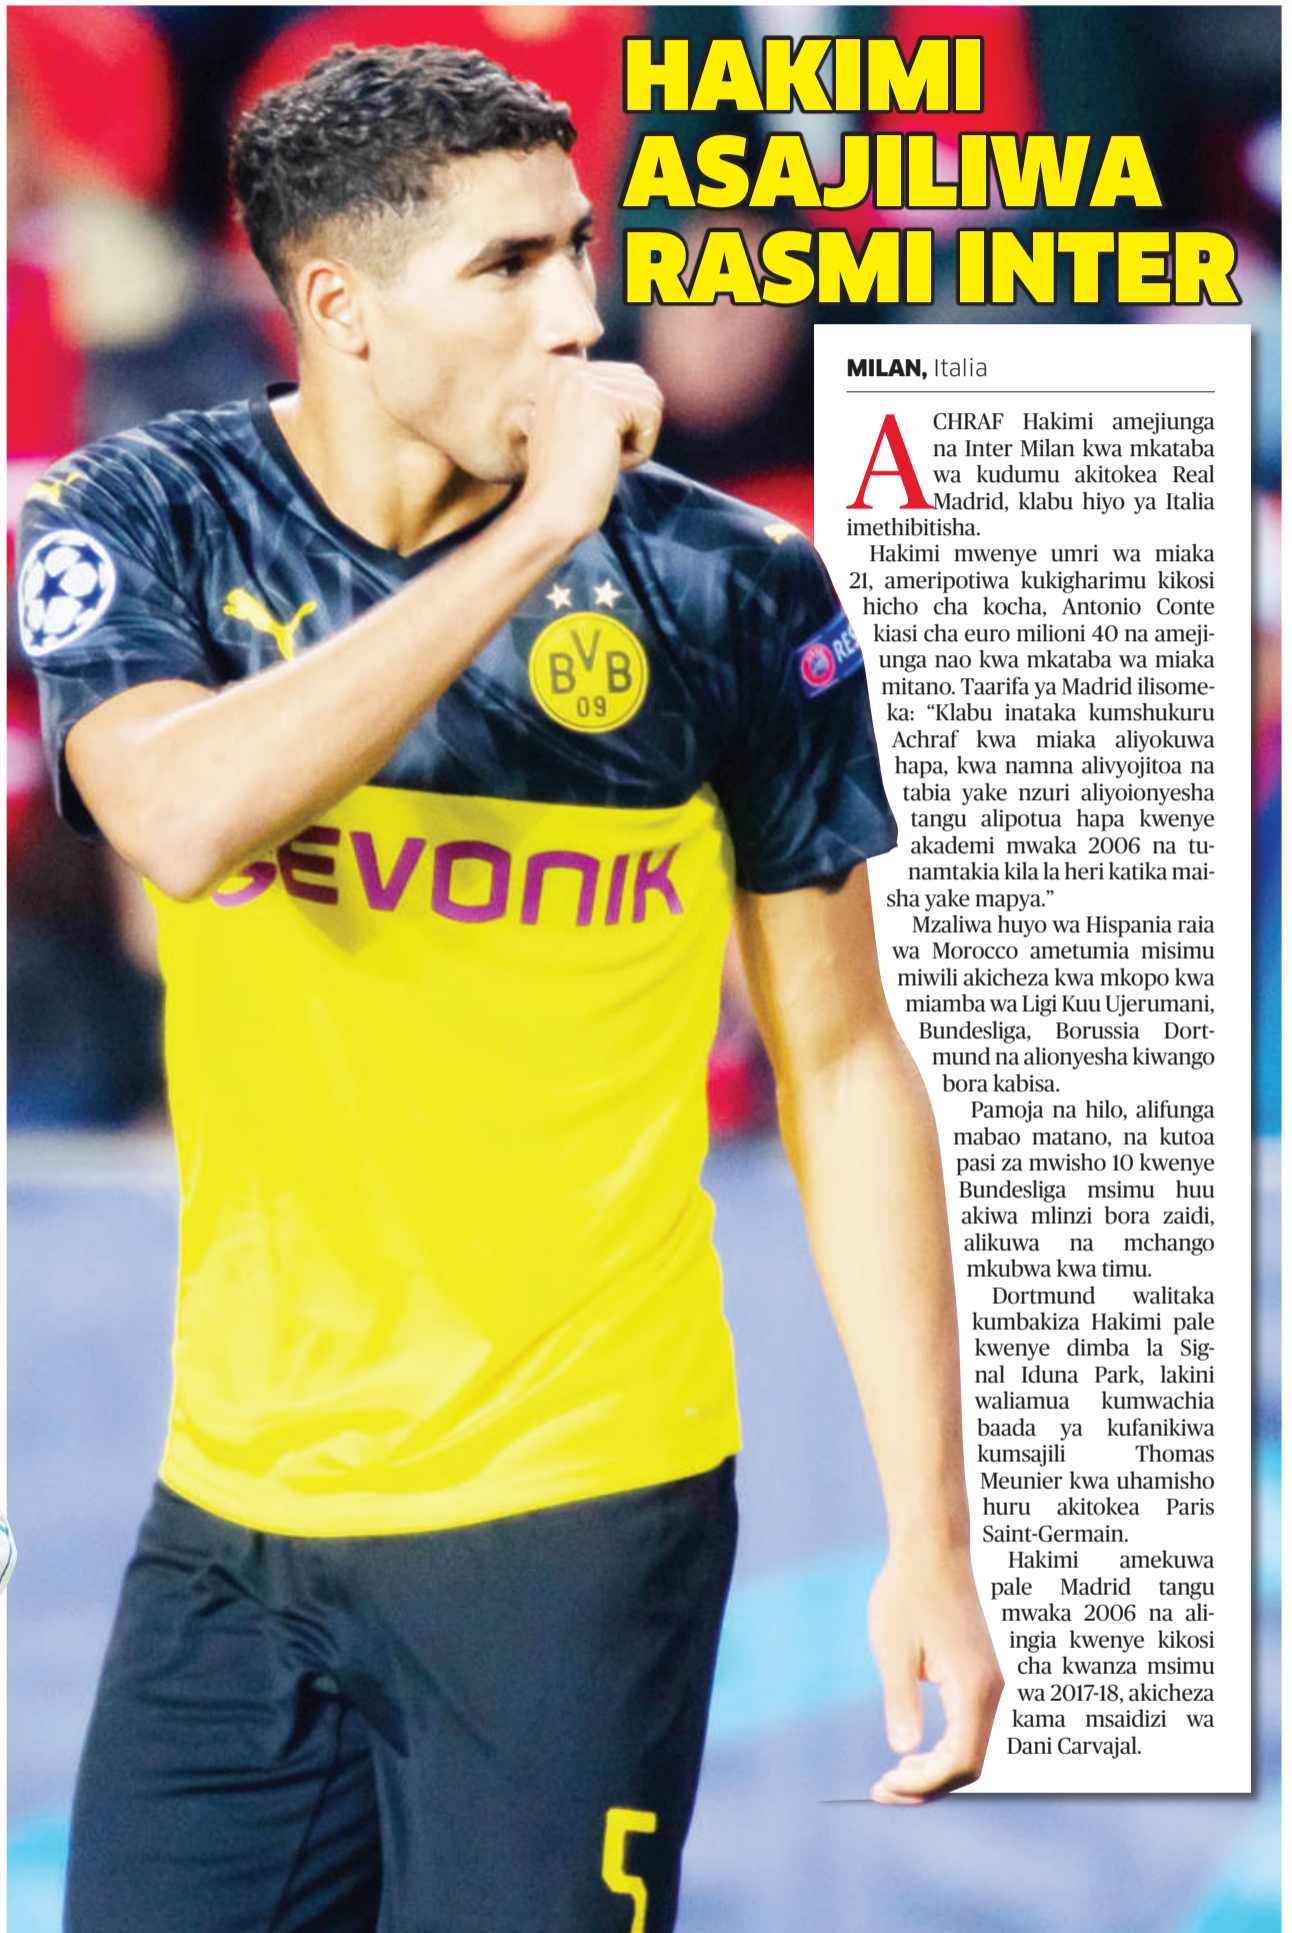 HAKIMI
ASAJILIWA
RASMI INTER
MILAN, Italia
ACHRAF Hakimi amejiunga
na Inter Milan kwa mkataba
wa kudumu akitokea Real
Madrid, klabu hiyo ya Italia
imethibitisha.
Hakimi mwenye umri wa miaka
21, ameripotiwa kukigharimu kikosi
hicho cha kocha, Antonio Conte
kiasi cha euro milioni 40 na ameji-
unga nao kwa mkataba wa miaka
mitano. Taarifa ya Madrid ilisome-
ka: “Klabu inataka kumshukuru
Achraf kwa miaka aliyokuwa
hapa, kwa namna alivyojitoa na
tabia yake nzuri aliyoionyesha
tangu alipotua hapa kwenye
akademi mwaka 2006 na tu-
namtakia kila la heri katika mai-
sha yake mapya.”
Mzaliwa huyo wa Hispania raia
wa Morocco ametumia misimu
miwili akicheza kwa mkopo kwa
miamba wa Ligi Kuu Ujerumani,
Bundesliga, Borussia Dort-
mund na alionyesha kiwango
bora kabisa.
Pamoja na hilo, alifunga
mabao matano, na kutoa
pasi za mwisho 10 kwenye
Bundesliga msimu huu
akiwa mlinzi bora zaidi,
alikuwa na mchango
mkubwa kwa timu.
Dortmund walitaka
kumbakiza Hakimi pale
kwenye dimba la Sig-
nal Iduna Park, lakini
waliamua kumwachia
baada ya kufanikiwa
kumsajili Thomas
Meunier kwa uhamisho
huru akitokea Paris
Saint-Germain.
Hakimi amekuwa
pale Madrid tangu
mwaka 2006 na ali-
ingia kwenye kikosi
cha kwanza msimu
wa 2017-18, akicheza
kama msaidizi wa
Dani Carvajal.
BVB
09
RES
EVONIK
5